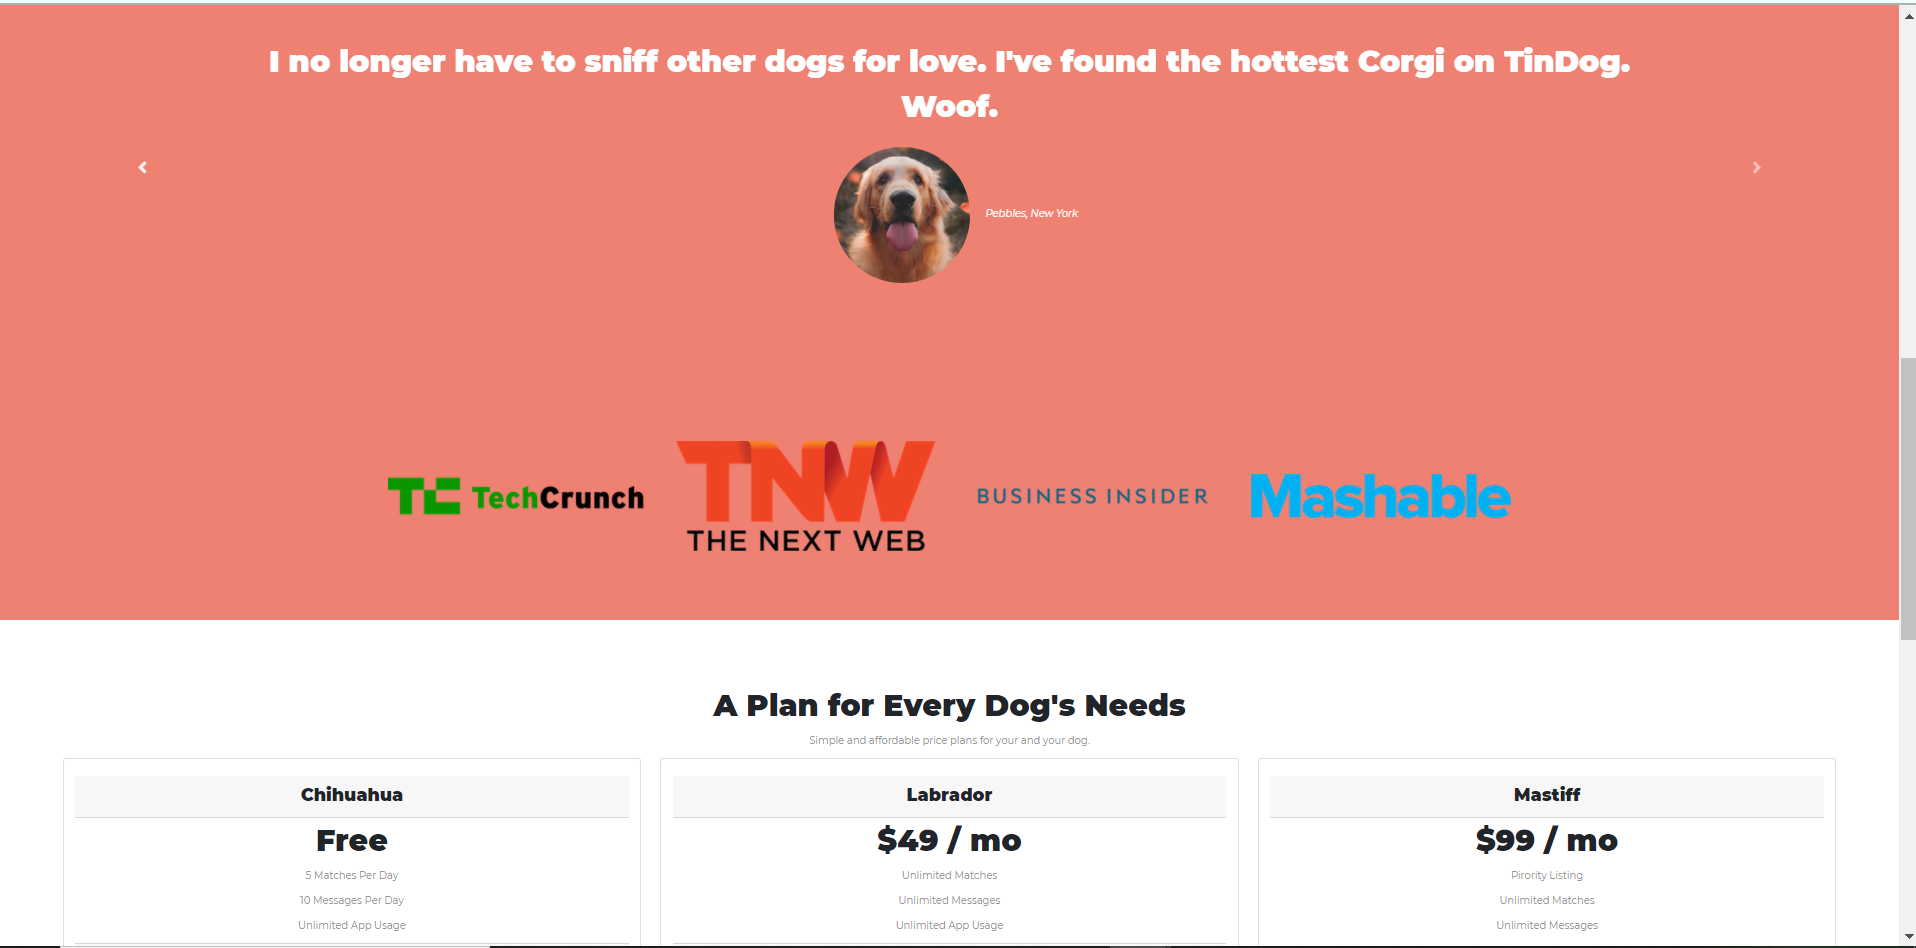 I no longer have to sniff other dogs for love. I've found the hottest Corgi on TinDog.
Woof.
Pebbles, New York
TC TechCrunch
TNW
THE NEXT WEB
BUSINESS INSIDER
Mashable
A Plan for Every Dog's Needs
Simple and affordable price plans for your and your dog.
Chihuahua
Free
5 Matches Per Day
10 Messages Per Day
Unlimited App Usage
Labrador
$49 / mo
Unlimited Matches
Unlimited Messages
Unlimited App Usage
Mastiff
$99 / mo
Pirority Listing
Unlimited Matches
Unlimited Messages